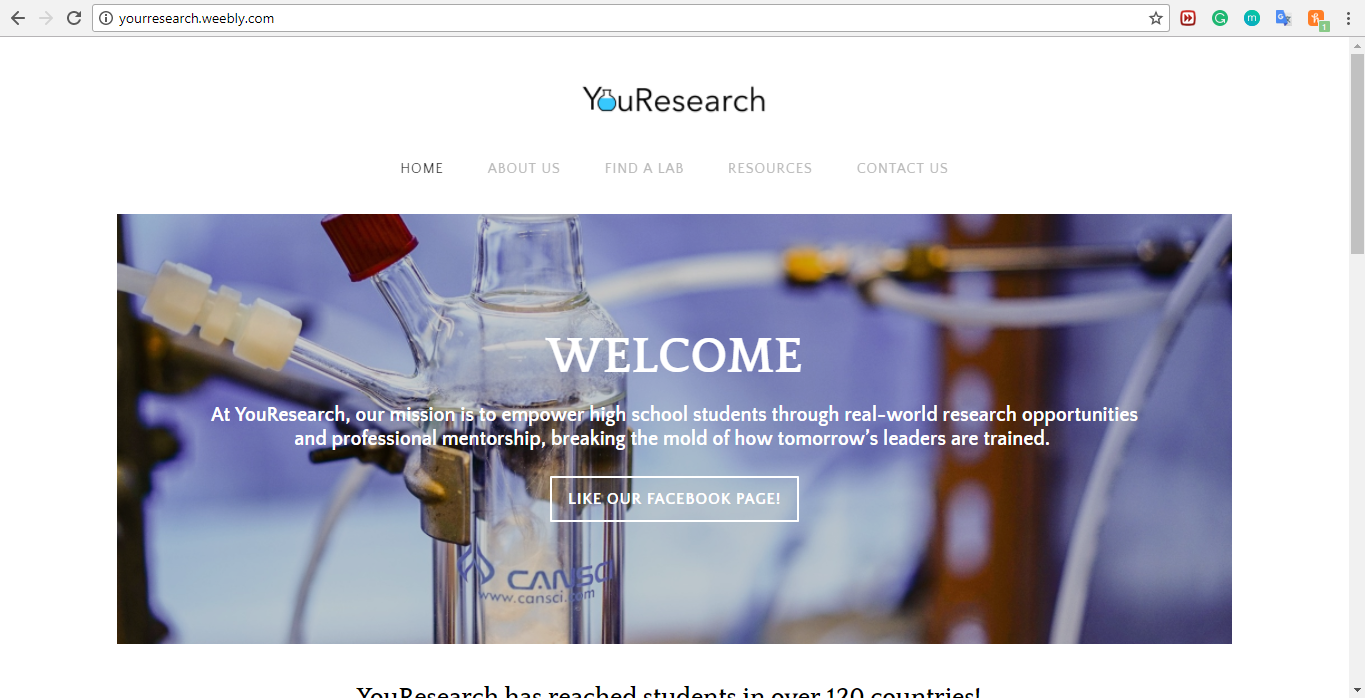 yourresearch.weebly.com
YouResearch
HOME ABOUT US FIND A LAB RESOURCES CONTACT US
WELCOME
At YouResearch, our mission is to empower high school students through real-world research opportunities
and professional mentorship, breaking the mold of how tomorrow's leaders are trained.
LIKE OUR FACEBOOK PAGE!
www.cansci.com
YouResearch has reached students in over 120 countries!